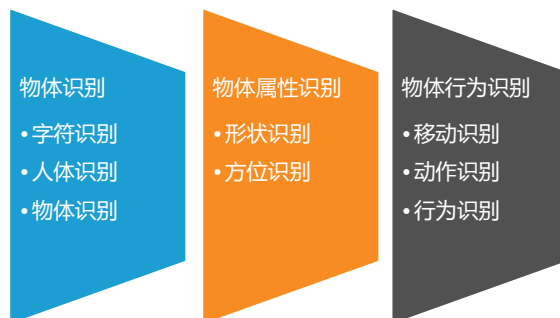 物体识别
•字符识别
•人体识别
•物体识别
物体属性识别
•形状识别
•方位识别
物体行为识别
•移动识别
•动作识别
•行为识别